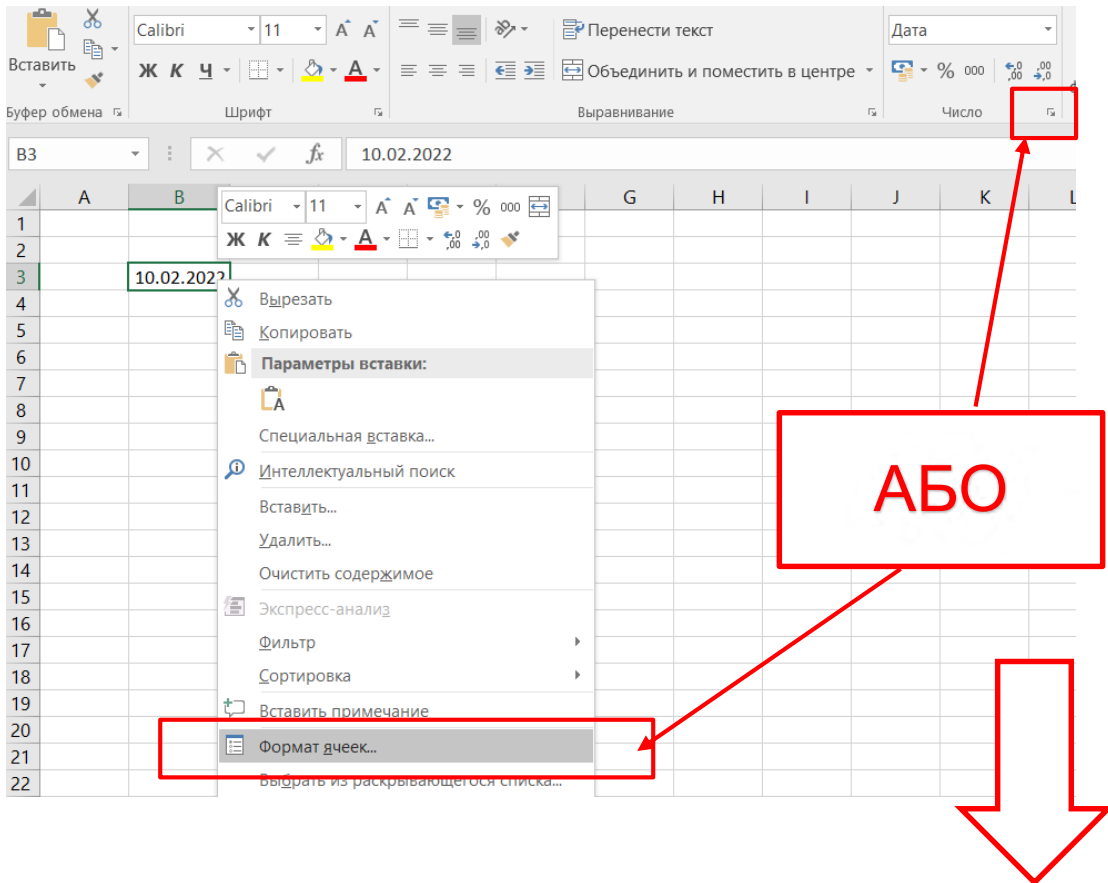 Calibri 11 Перенести текст Дата
Вставить Ж К Ч Объединить и поместить в центре % 000
Буфер обмена Шрифт Выравнивание Число
B3 fx 10.02.2022
A B G H I J K L
Calibri 11 % 000
Ж К
1
2
3 10.02.2022
4 Вырезать
5 Копировать
6 Параметры вставки:
7
8
9 Специальная вставка...
10 Интеллектуальный поиск
11
12 Вставить...
13 Удалить...
14 Очистить содержимое
15 Экспресс-анализ
16
17 Фильтр
18 Сортировка
19 Вставить примечание
20
21 Формат ячеек...
22 Выбрать из раскрывающегося списка...
АБО